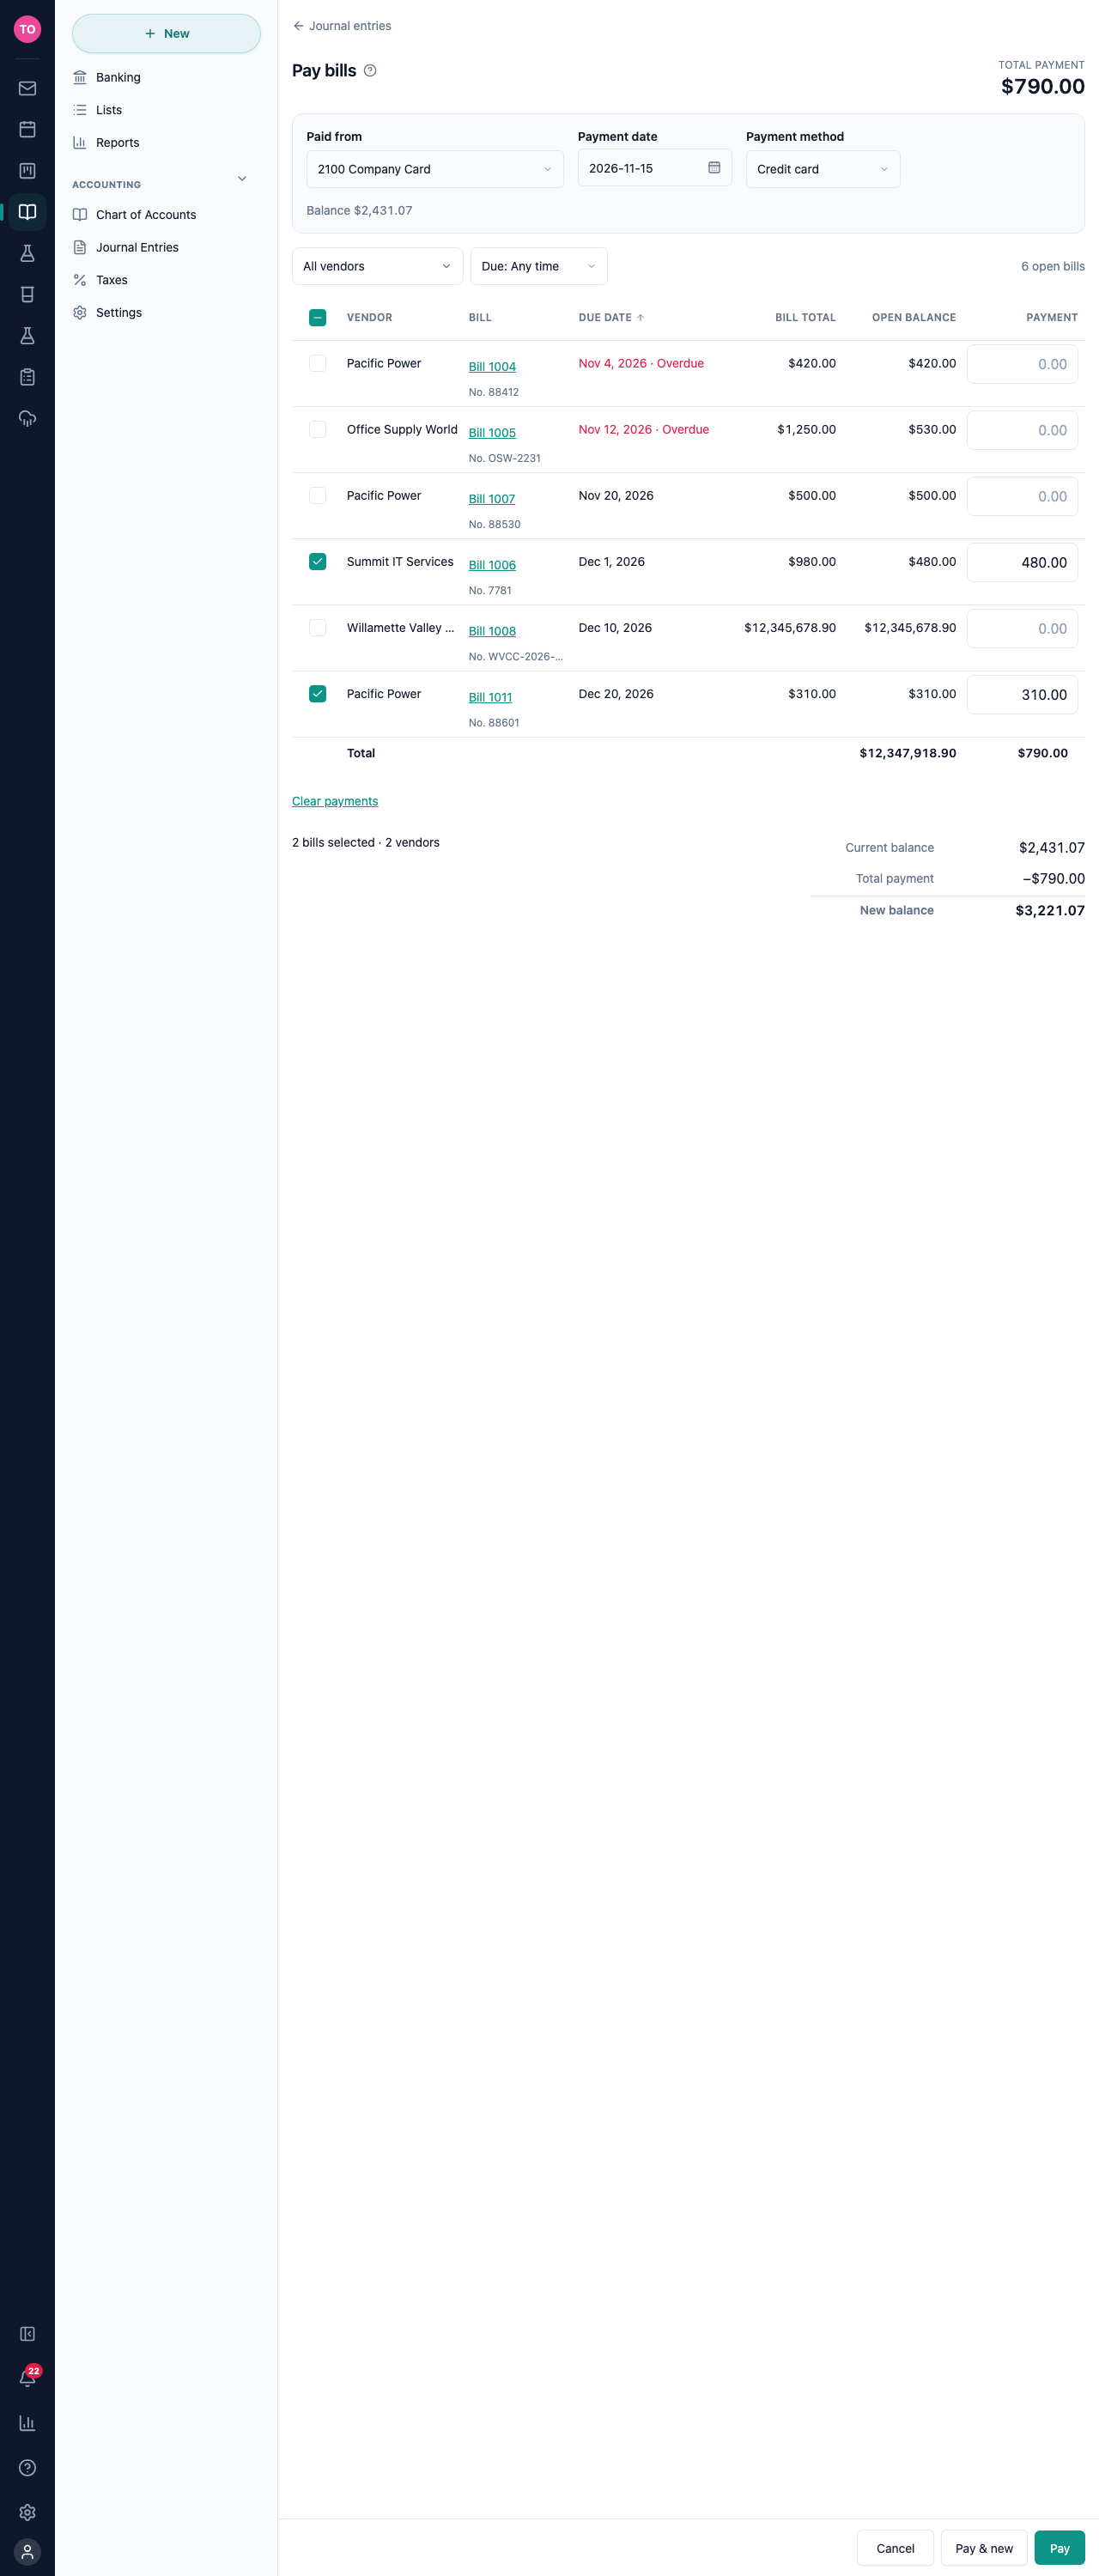 TO
New
Banking
Lists
Reports
ACCOUNTING
Chart of Accounts
Journal Entries
Taxes
Settings
22
Journal entries
Pay bills
TOTAL PAYMENT
$790.00
Paid from
Payment date
Payment method
2100 Company Card
2026-11-15
Credit card
Balance $2,431.07
All vendors
Due: Any time
6 open bills
VENDOR BILL DUE DATE BILL TOTAL OPEN BALANCE PAYMENT
Pacific Power Bill 1004 Nov 4, 2026 · Overdue $420.00 $420.00 0.00
No. 88412
Office Supply World Bill 1005 Nov 12, 2026 · Overdue $1,250.00 $530.00 0.00
No. OSW-2231
Pacific Power Bill 1007 Nov 20, 2026 $500.00 $500.00 0.00
No. 88530
Summit IT Services Bill 1006 Dec 1, 2026 $980.00 $480.00 480.00
No. 7781
Willamette Valley ... Bill 1008 Dec 10, 2026 $12,345,678.90 $12,345,678.90 0.00
No. WVCC-2026-...
Pacific Power Bill 1011 Dec 20, 2026 $310.00 $310.00 310.00
No. 88601
Total $12,347,918.90 $790.00
Clear payments
2 bills selected · 2 vendors
Current balance $2,431.07
Total payment –$790.00
New balance $3,221.07
Cancel
Pay & new
Pay